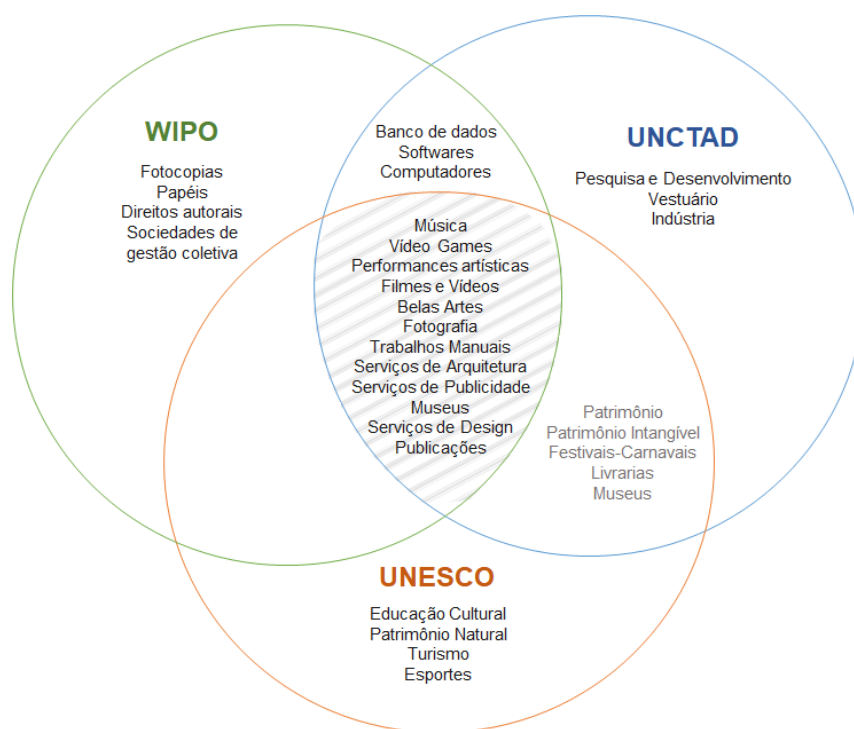 WIPO
Fotocopias
Papéis
Direitos autorais
Sociedades de
gestão coletiva
Banco de dados
Softwares
Computadores
UNCTAD
Pesquisa e Desenvolvimento
Vestuário
Indústria
Música
Vídeo Games
Performances artísticas
Filmes e Vídeos
Belas Artes
Fotografia
Trabalhos Manuais
Serviços de Arquitetura
Serviços de Publicidade
Museus
Serviços de Design
Publicações
Patrimônio
Patrimônio Intangível
Festivais-Carnavais
Livrarias
Museus
UNESCO
Educação Cultural
Patrimônio Natural
Turismo
Esportes